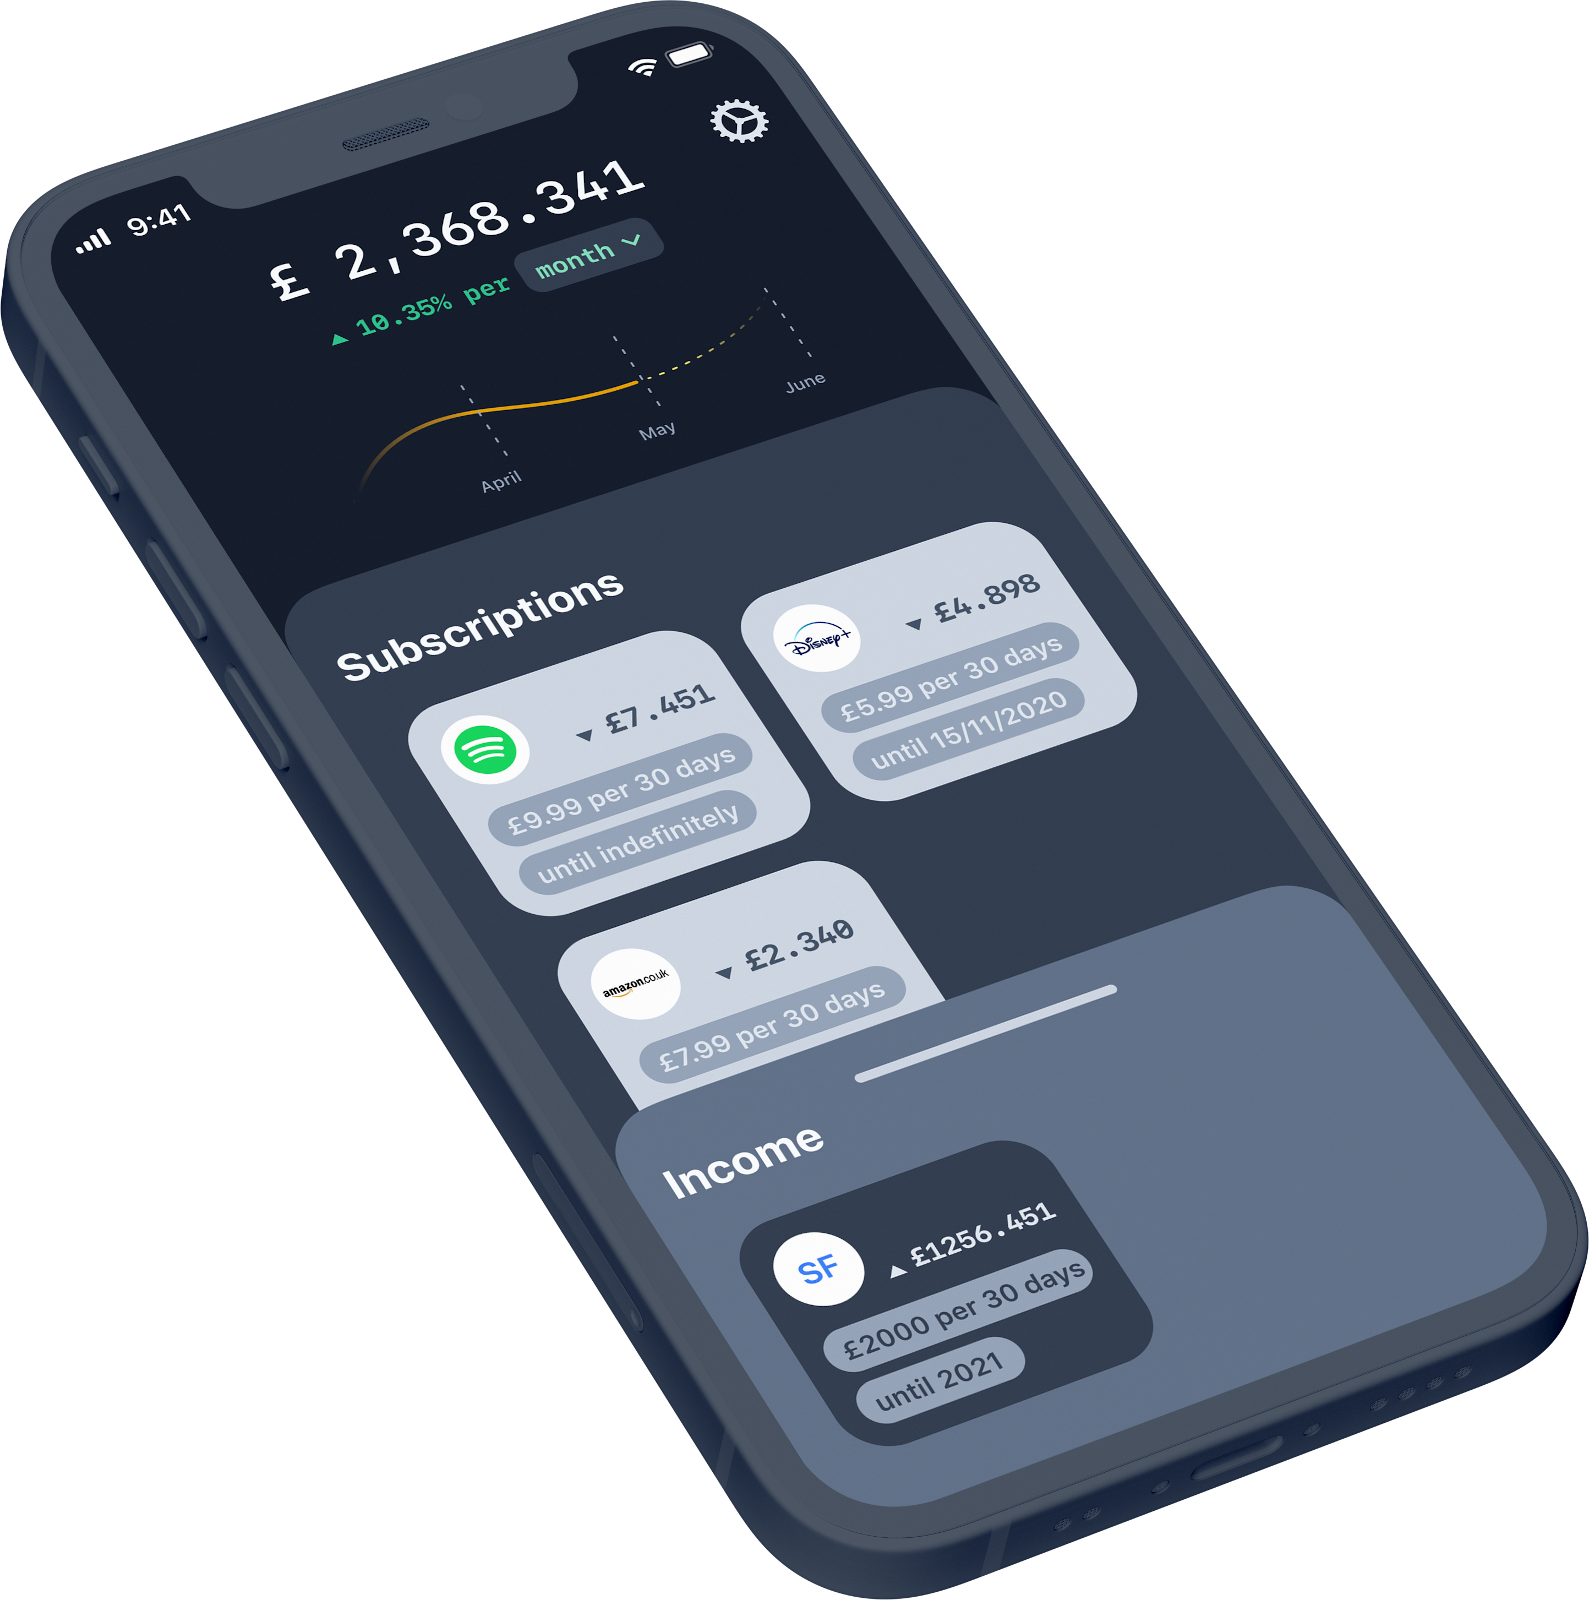 9:41
£ 2,368.341
▲ 10.35% per month
April May June
Subscriptions
▼ £7.451
£9.99 per 30 days
until indefinitely
Disney+
▼ £4.898
£5.99 per 30 days
until 15/11/2020
amazon.co.uk
▼ £2.340
£7.99 per 30 days
Income
SF
▲ £1256.451
£2000 per 30 days
until 2021